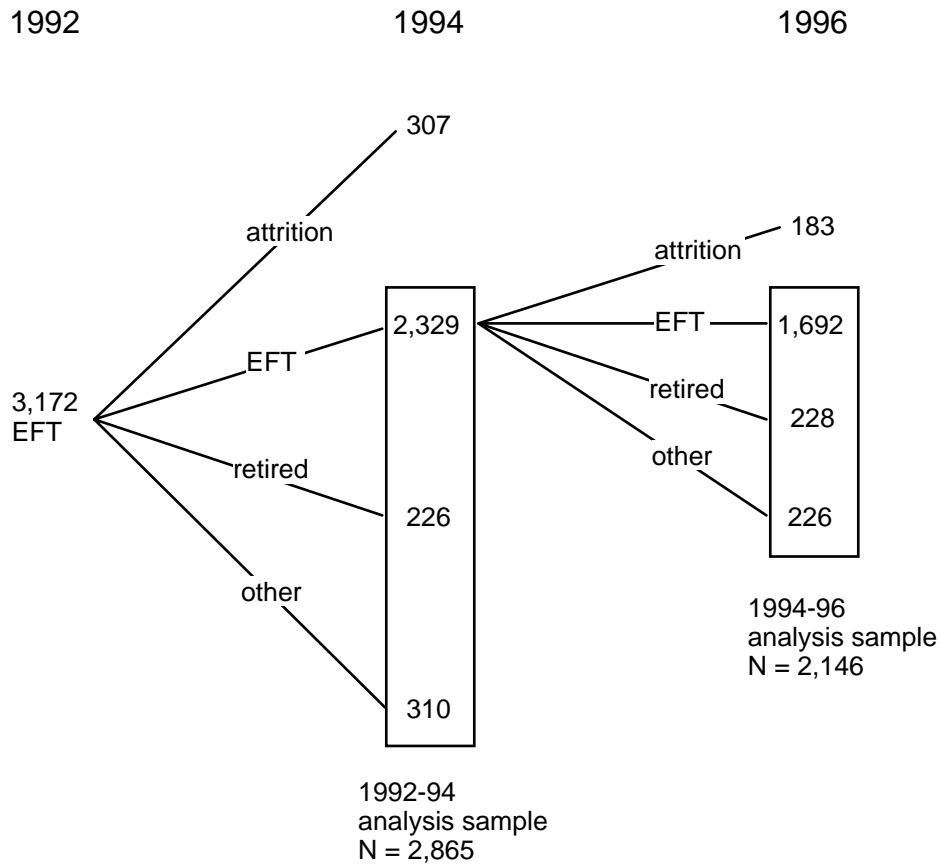 1992 1994 1996
307
attrition
183
attrition
2,329
EFT
1,692
EFT
3,172
EFT
retired
228
other
retired
226
226
other
1994-96
analysis sample
N = 2,146
310
1992-94
analysis sample
N = 2,865